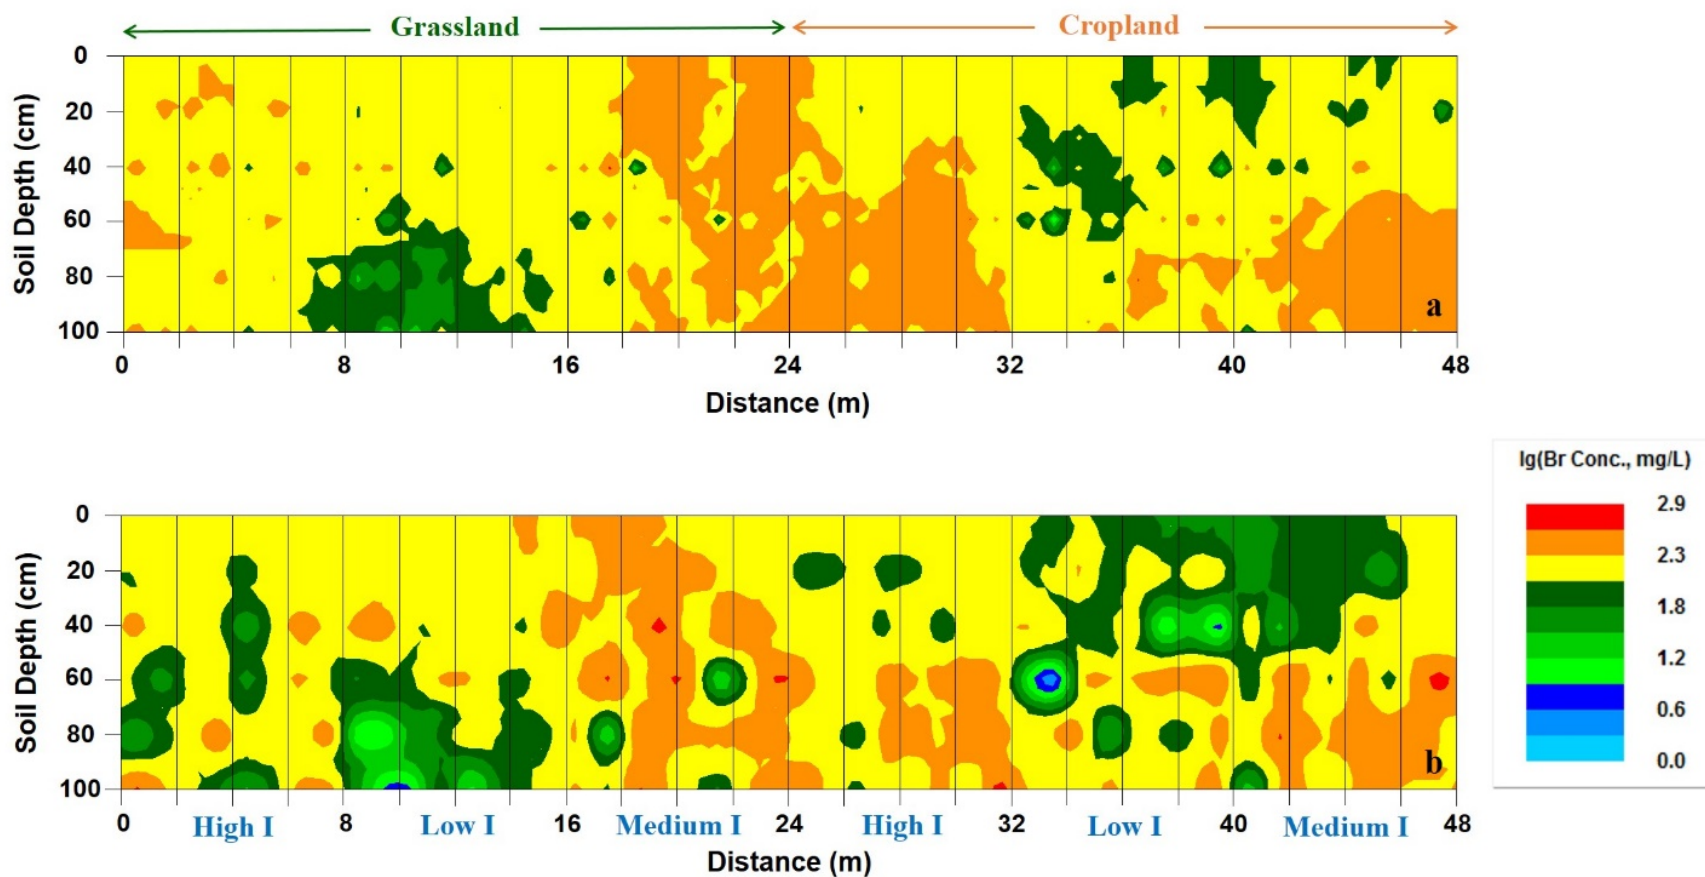 Grassland Cropland
0
20
40
60
80
100
Soil Depth (cm)
a
0 8 16 24 32 40 48
Distance (m)
0
20
40
60
80
100
Soil Depth (cm)
b
0 High I 8 Low I 16 Medium I 24 High I 32 Low I 40 Medium I 48
Distance (m)
lg(Br Conc., mg/L)
2.9
2.3
1.8
1.2
0.6
0.0